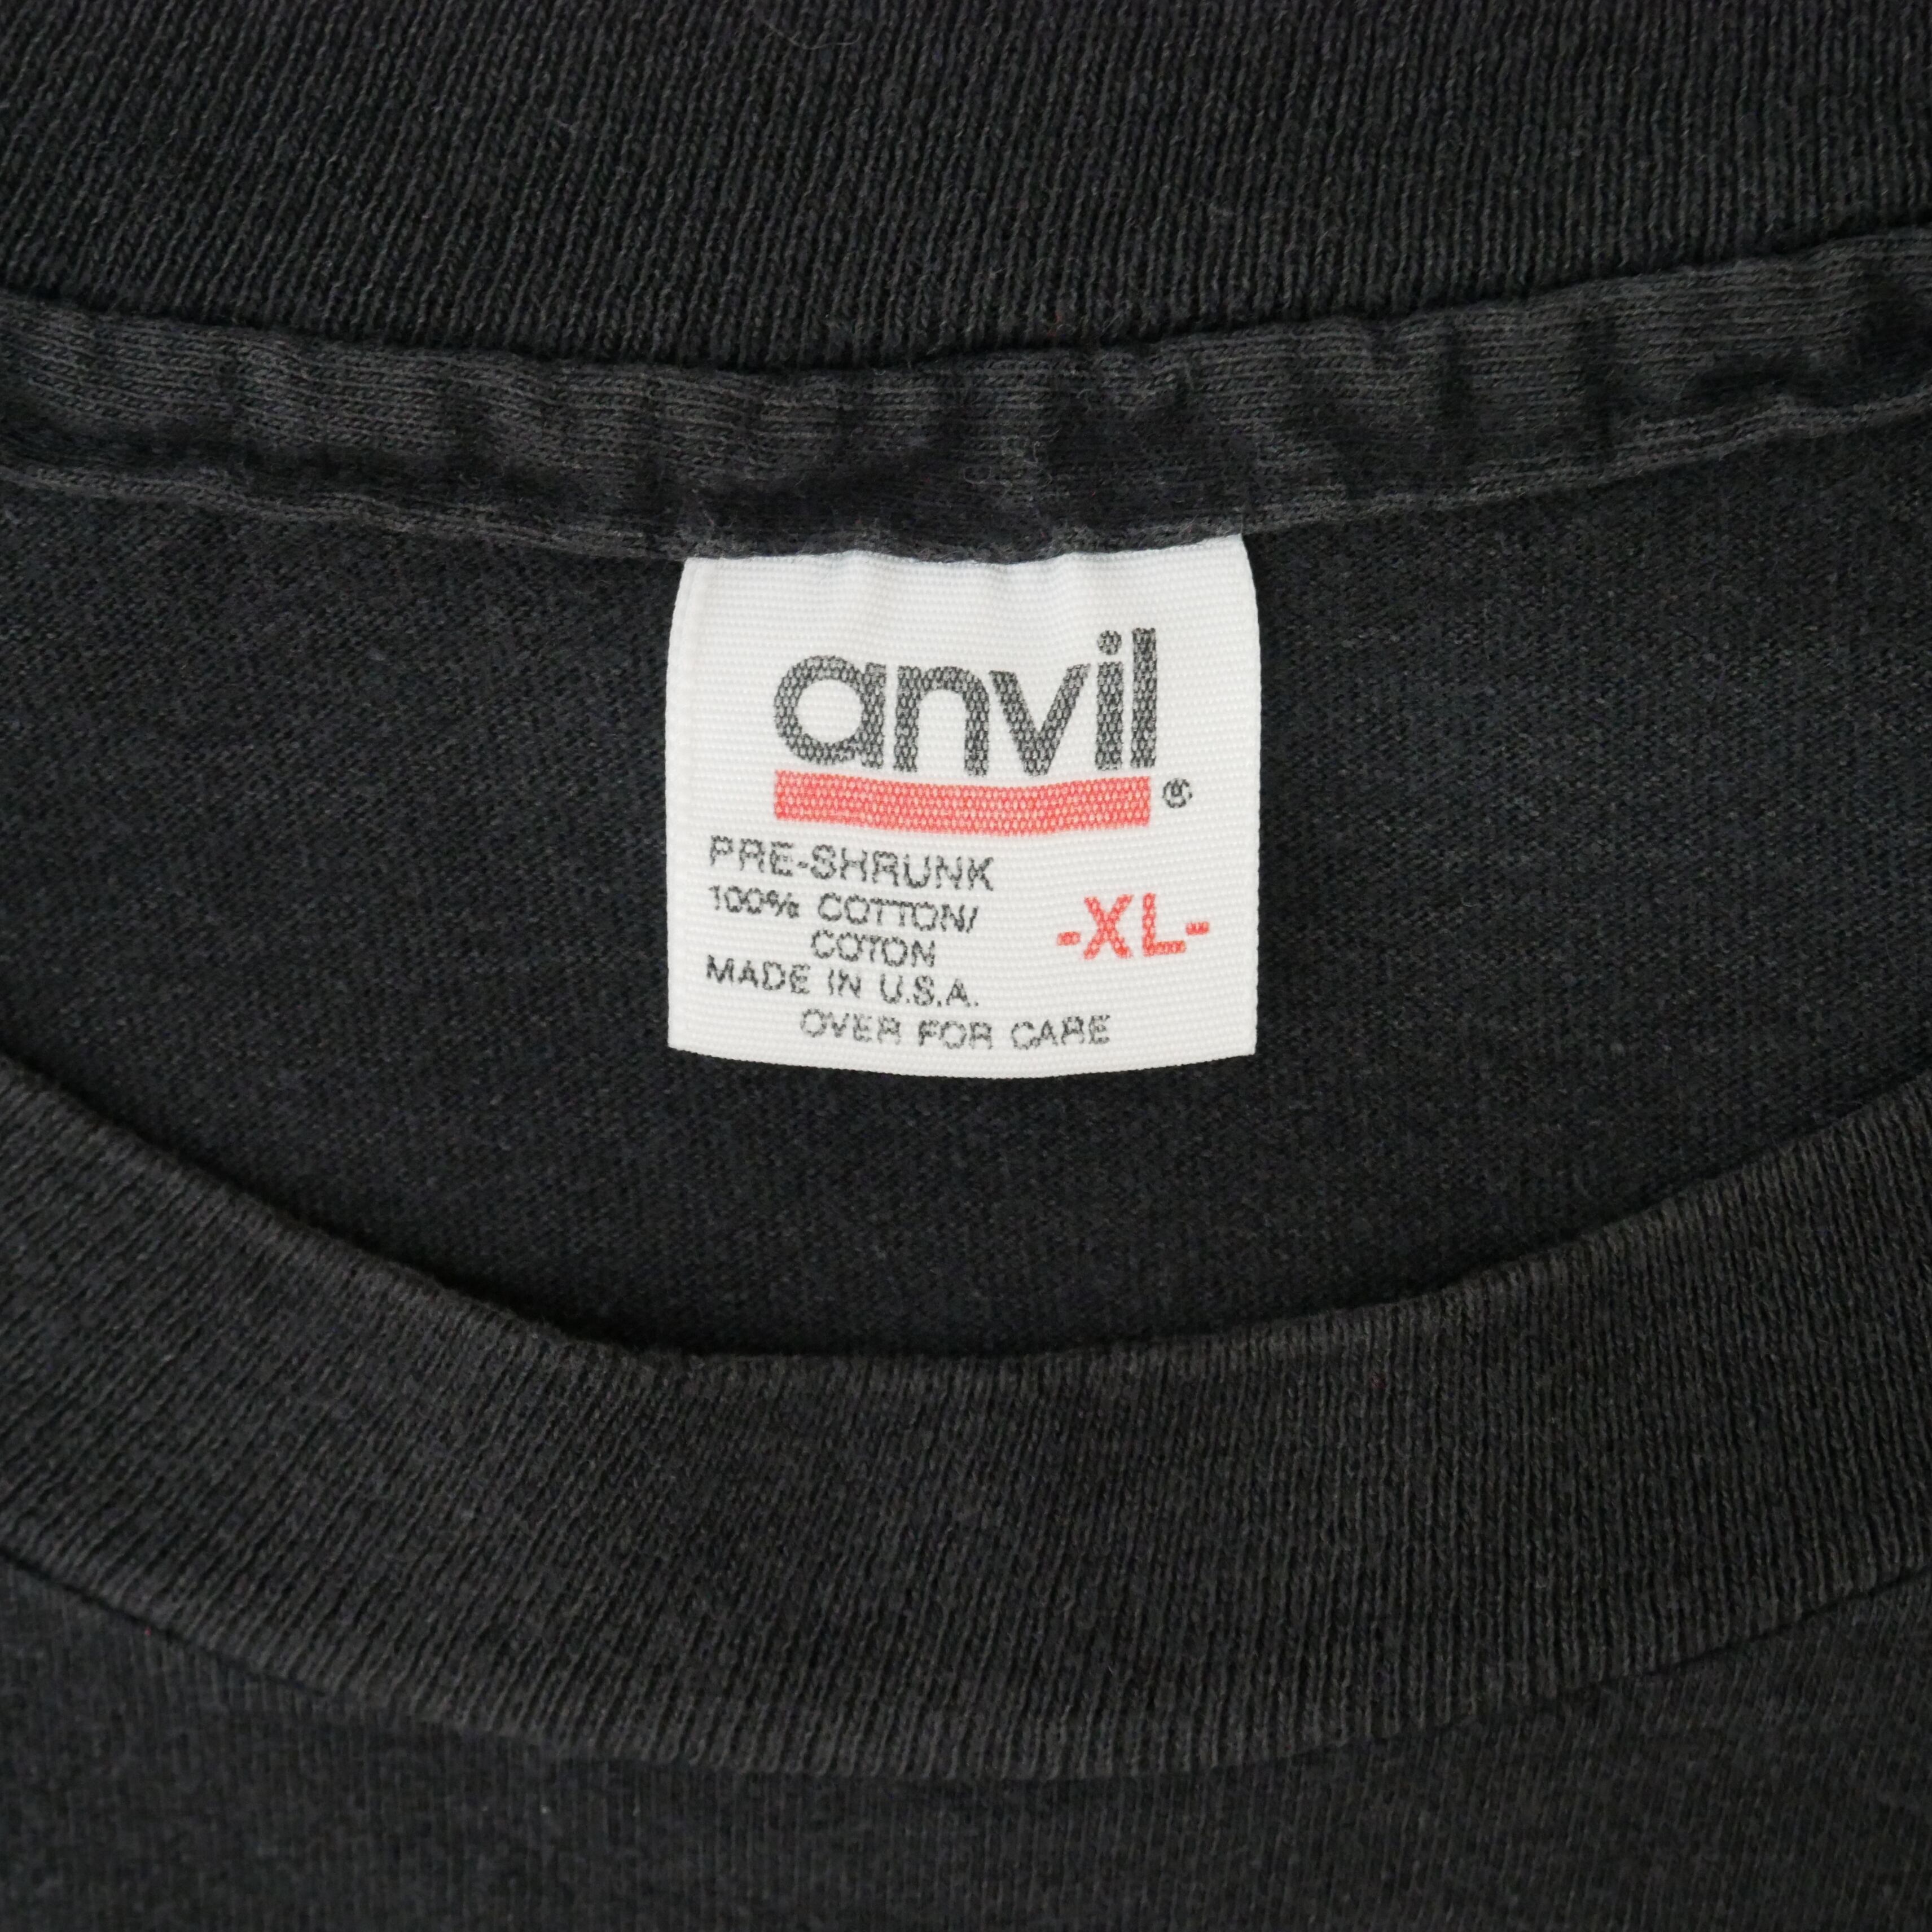 anvil®
PRE-SHRUNK
100% COTTON/
COTON
-XL-
MADE IN U.S.A.
OVER FOR CARE